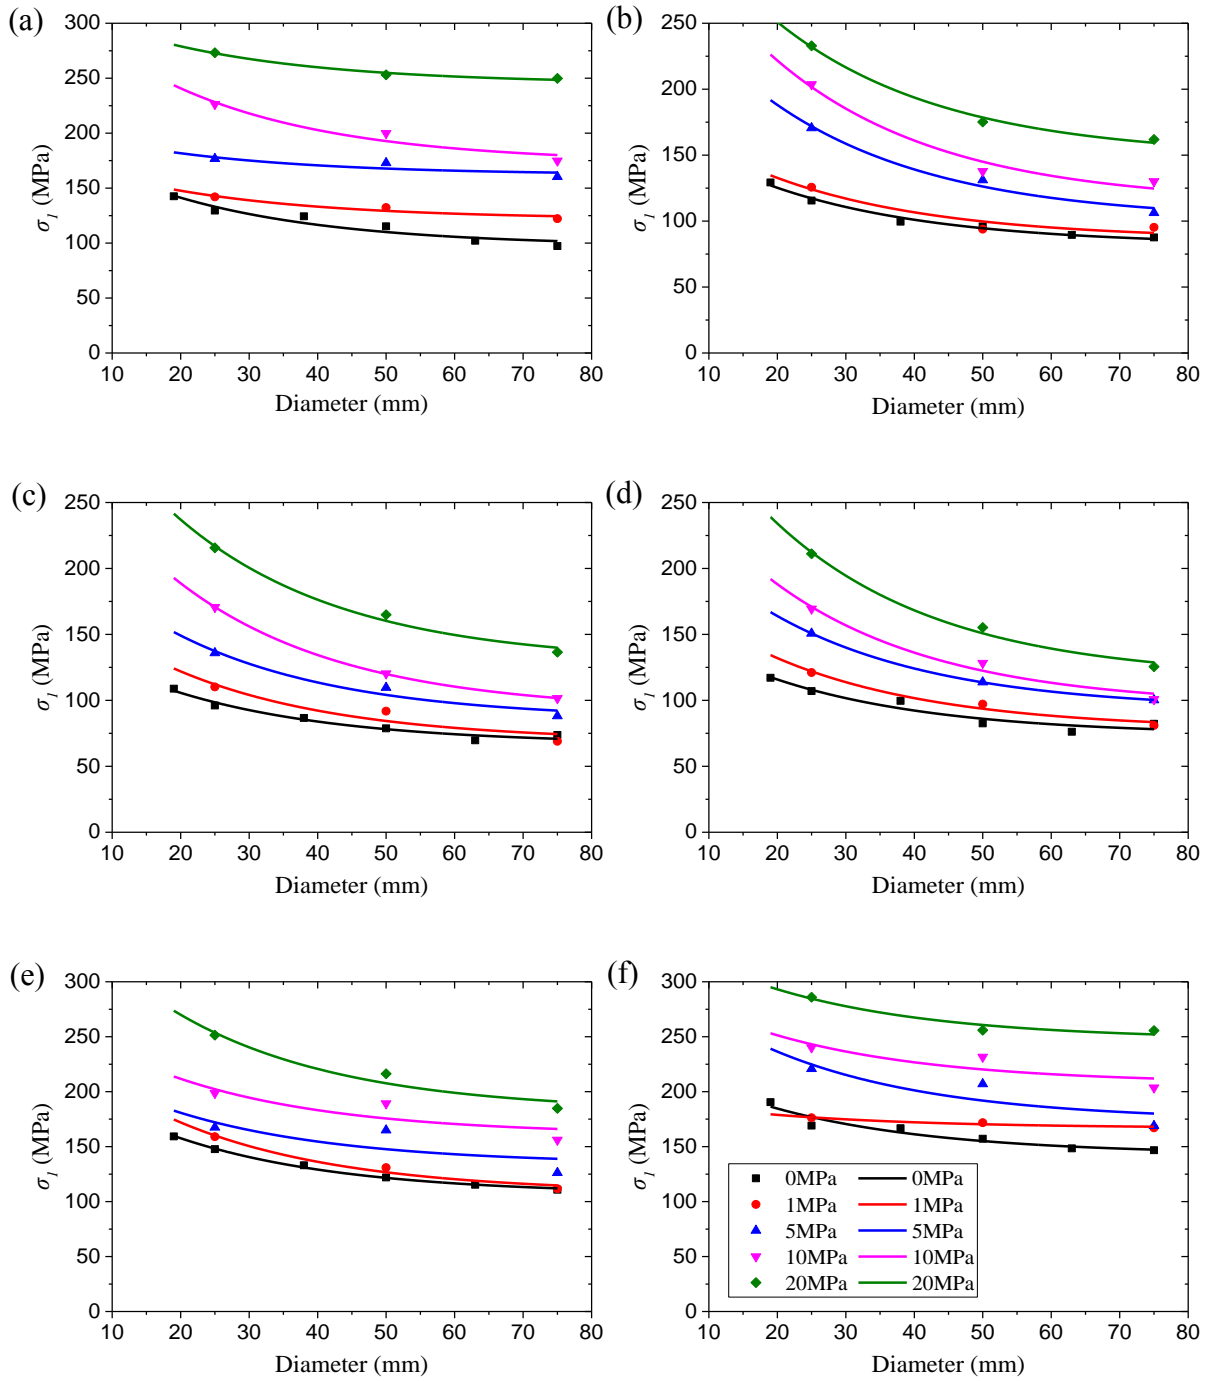 (a)
300
250
200
150
100
50
0
σ1 (MPa)
10 20 30 40 50 60 70 80
Diameter (mm)
(b)
250
200
150
100
50
0
σ1 (MPa)
10 20 30 40 50 60 70 80
Diameter (mm)
(c)
250
200
150
100
50
0
σ1 (MPa)
10 20 30 40 50 60 70 80
Diameter (mm)
(d)
250
200
150
100
50
0
σ1 (MPa)
10 20 30 40 50 60 70 80
Diameter (mm)
(e)
300
250
200
150
100
50
0
σ1 (MPa)
10 20 30 40 50 60 70 80
Diameter (mm)
(f)
300
250
200
150
100
50
0
σ1 (MPa)
0MPa 0MPa
1MPa 1MPa
5MPa 5MPa
10MPa 10MPa
20MPa 20MPa
10 20 30 40 50 60 70 80
Diameter (mm)